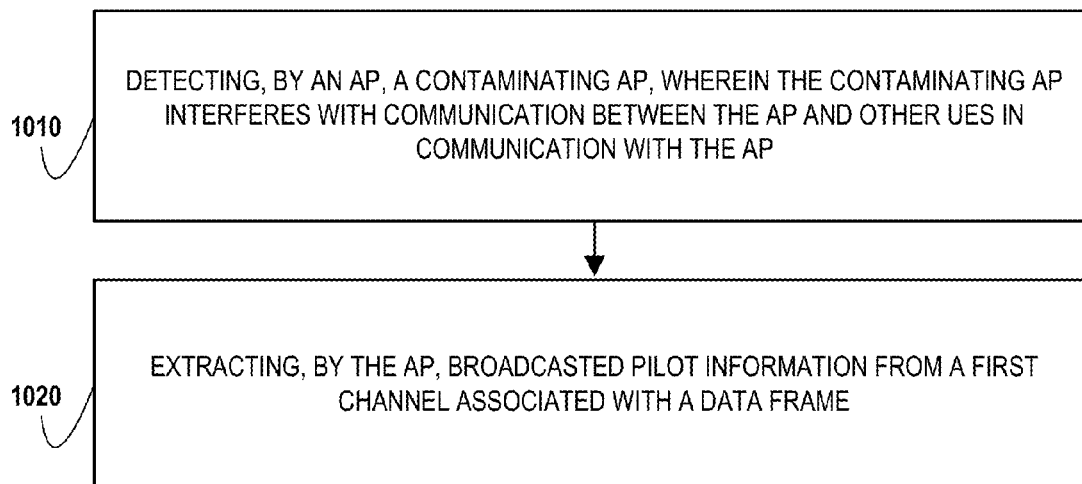 DETECTING, BY AN AP, A CONTAMINATING AP, WHEREIN THE CONTAMINATING AP
INTERFERES WITH COMMUNICATION BETWEEN THE AP AND OTHER UES IN
COMMUNICATION WITH THE AP
1010
EXTRACTING, BY THE AP, BROADCASTED PILOT INFORMATION FROM A FIRST
CHANNEL ASSOCIATED WITH A DATA FRAME
1020